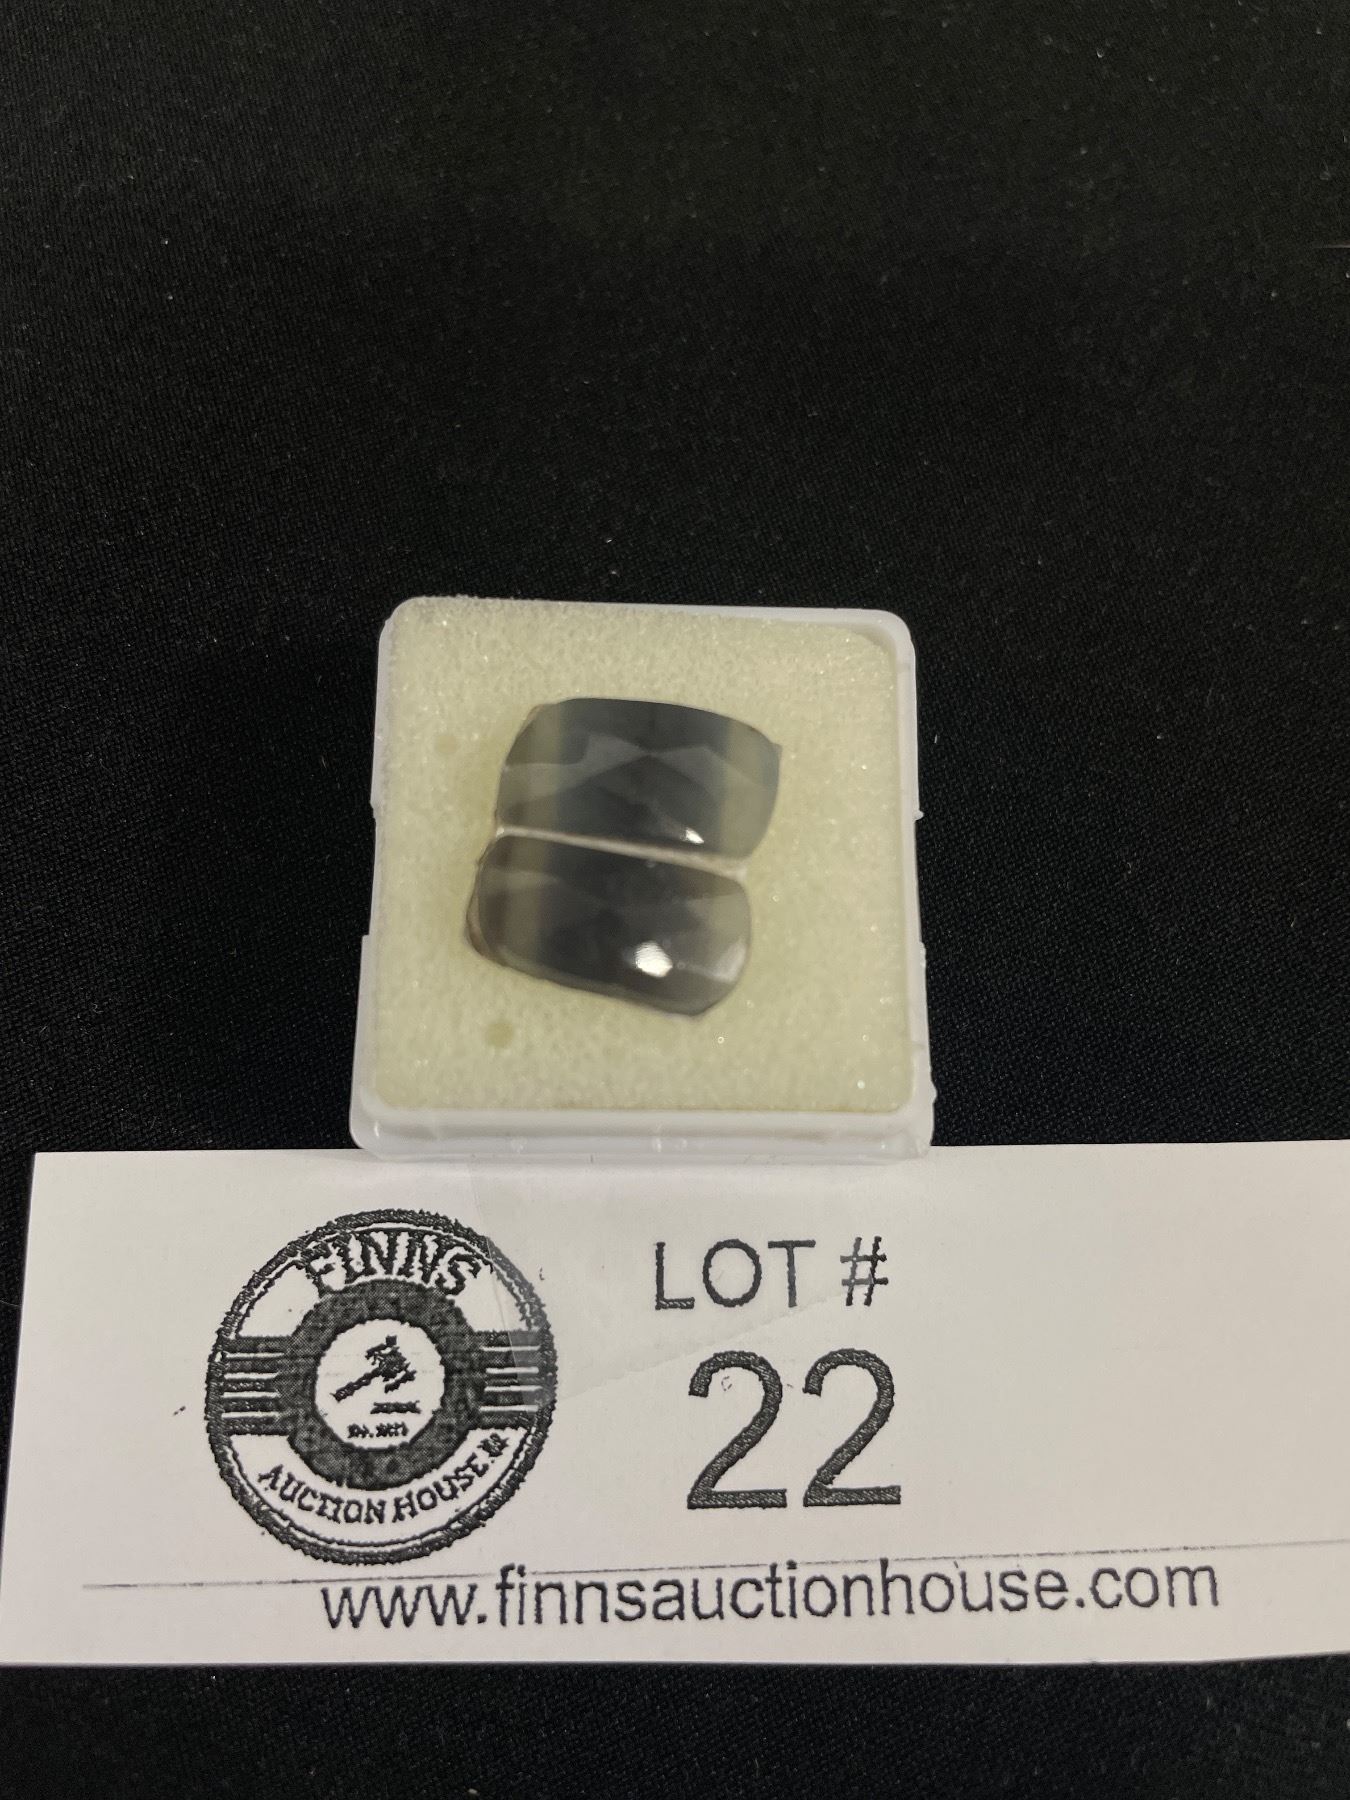 FINNS
AUCTION HOUSE
LOT #
22
www.finnsauctionhouse.com